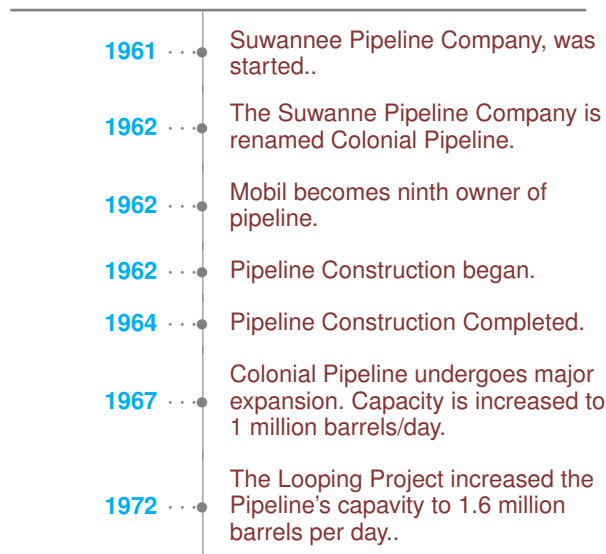 1961 Suwannee Pipeline Company, was
started..
1962 The Suwanne Pipeline Company is
renamed Colonial Pipeline.
1962 Mobil becomes ninth owner of
pipeline.
1962 Pipeline Construction began.
1964 Pipeline Construction Completed.
Colonial Pipeline undergoes major
1967 expansion. Capacity is increased to
1 million barrels/day.
The Looping Project increased the
1972 Pipeline's capavity to 1.6 million
barrels per day..